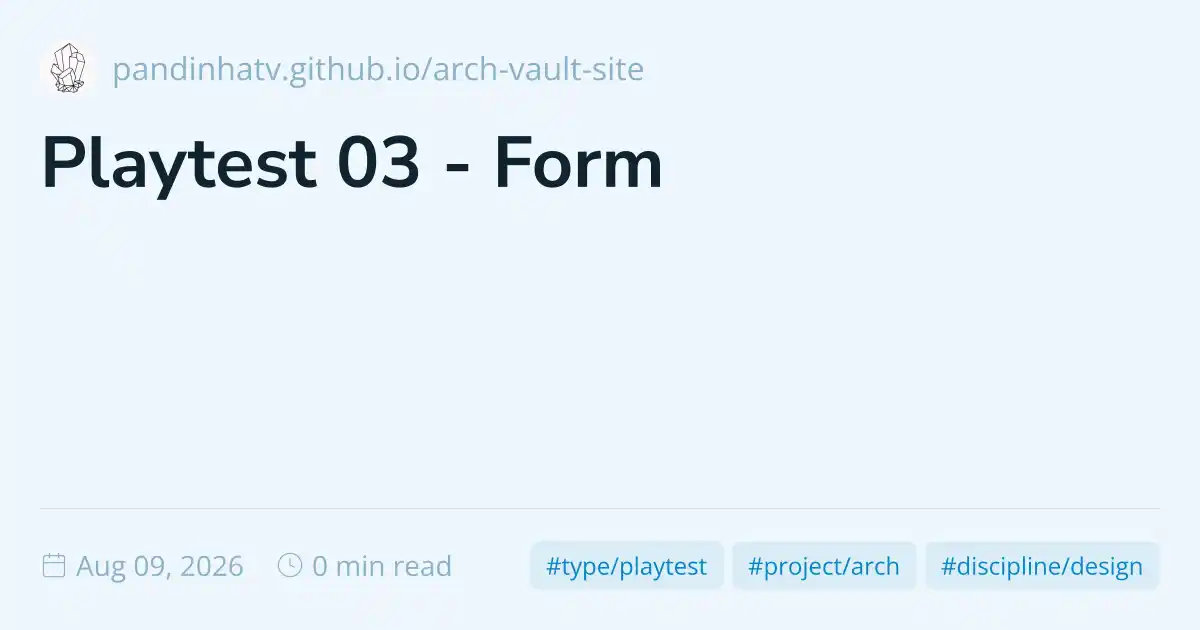 pandinhatv.github.io/arch-vault-site
Playtest 03 - Form
Aug 09, 2026 0 min read #type/playtest #project/arch #discipline/design